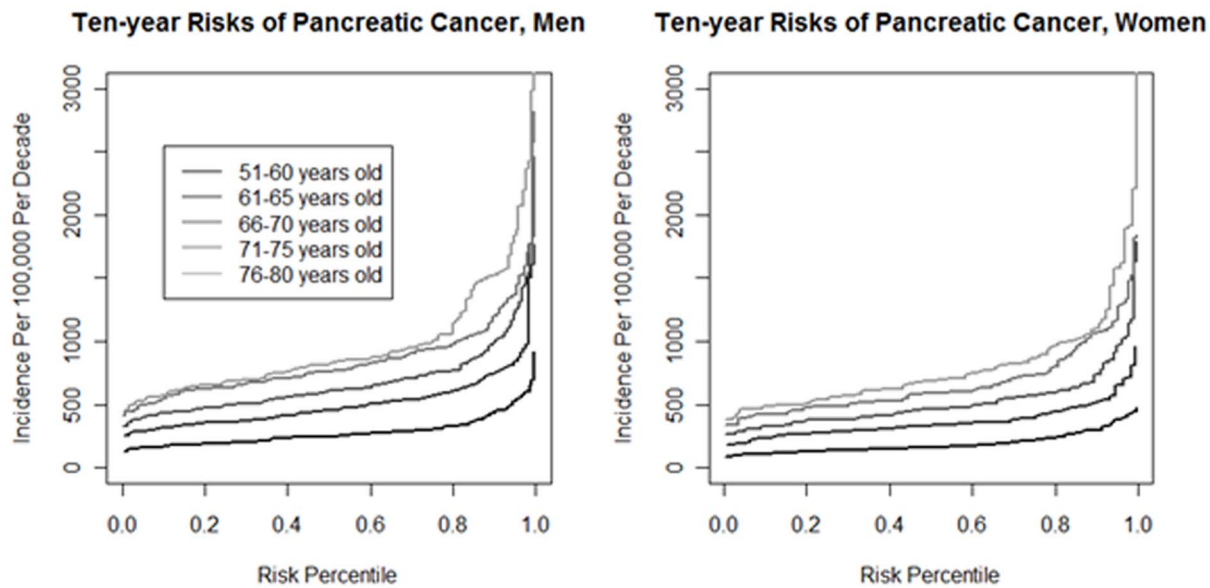 Ten-year Risks of Pancreatic Cancer, Men
Incidence Per 100,000 Per Decade
3000
2000
1000
500
0
51-60 years old
61-65 years old
66-70 years old
71-75 years old
76-80 years old
0.0 0.2 0.4 0.6 0.8 1.0
Risk Percentile
Ten-year Risks of Pancreatic Cancer, Women
Incidence Per 100,000 Per Decade
3000
2000
1000
500
0
0.0 0.2 0.4 0.6 0.8 1.0
Risk Percentile